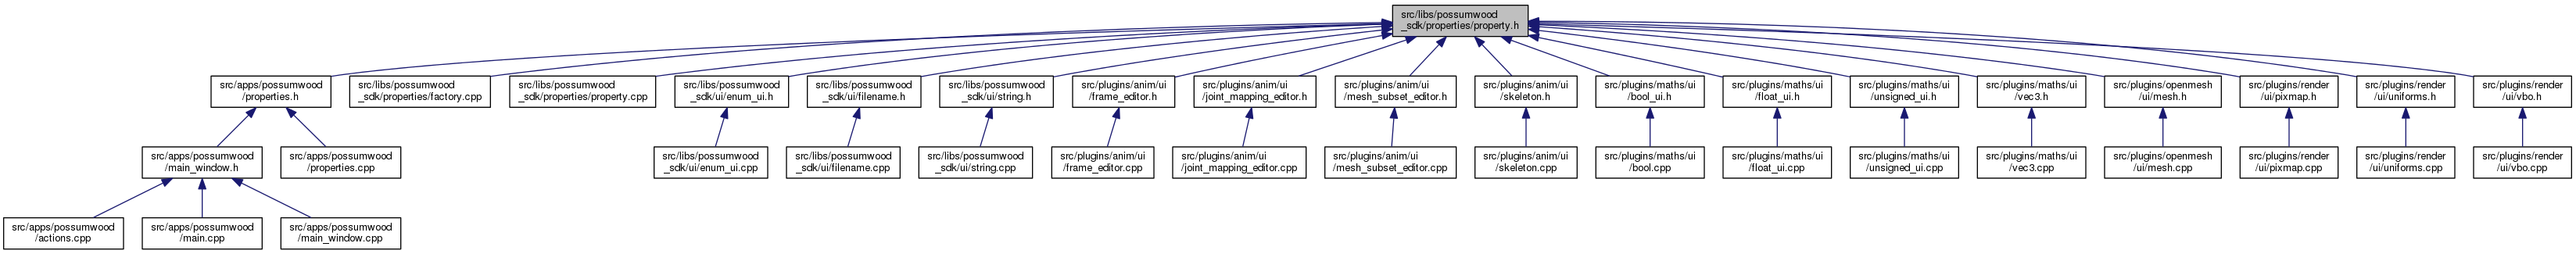 src/libs/possumwood
_sdk/properties/property.h
src/apps/possumwood
/properties.h
src/libs/possumwood
_sdk/properties/factory.cpp
src/libs/possumwood
_sdk/properties/property.cpp
src/libs/possumwood
_sdk/ui/enum_ui.h
src/libs/possumwood
_sdk/ui/filename.h
src/libs/possumwood
_sdk/ui/string.h
src/plugins/anim/ui
/frame_editor.h
src/plugins/anim/ui
/joint_mapping_editor.h
src/plugins/anim/ui
/mesh_subset_editor.h
src/plugins/anim/ui
/skeleton.h
src/plugins/maths/ui
/bool_ui.h
src/plugins/maths/ui
/float_ui.h
src/plugins/maths/ui
/unsigned_ui.h
src/plugins/maths/ui
/vec3.h
src/plugins/openmesh
/ui/mesh.h
src/plugins/render
/ui/pixmap.h
src/plugins/render
/ui/uniforms.h
src/plugins/render
/ui/vbo.h
src/apps/possumwood
/main_window.h
src/apps/possumwood
/properties.cpp
src/libs/possumwood
_sdk/ui/enum_ui.cpp
src/libs/possumwood
_sdk/ui/filename.cpp
src/libs/possumwood
_sdk/ui/string.cpp
src/plugins/anim/ui
/frame_editor.cpp
src/plugins/anim/ui
/joint_mapping_editor.cpp
src/plugins/anim/ui
/mesh_subset_editor.cpp
src/plugins/anim/ui
/skeleton.cpp
src/plugins/maths/ui
/bool.cpp
src/plugins/maths/ui
/float_ui.cpp
src/plugins/maths/ui
/unsigned_ui.cpp
src/plugins/maths/ui
/vec3.cpp
src/plugins/openmesh
/ui/mesh.cpp
src/plugins/render
/ui/pixmap.cpp
src/plugins/render
/ui/uniforms.cpp
src/plugins/render
/ui/vbo.cpp
src/apps/possumwood
/actions.cpp
src/apps/possumwood
/main.cpp
src/apps/possumwood
/main_window.cpp